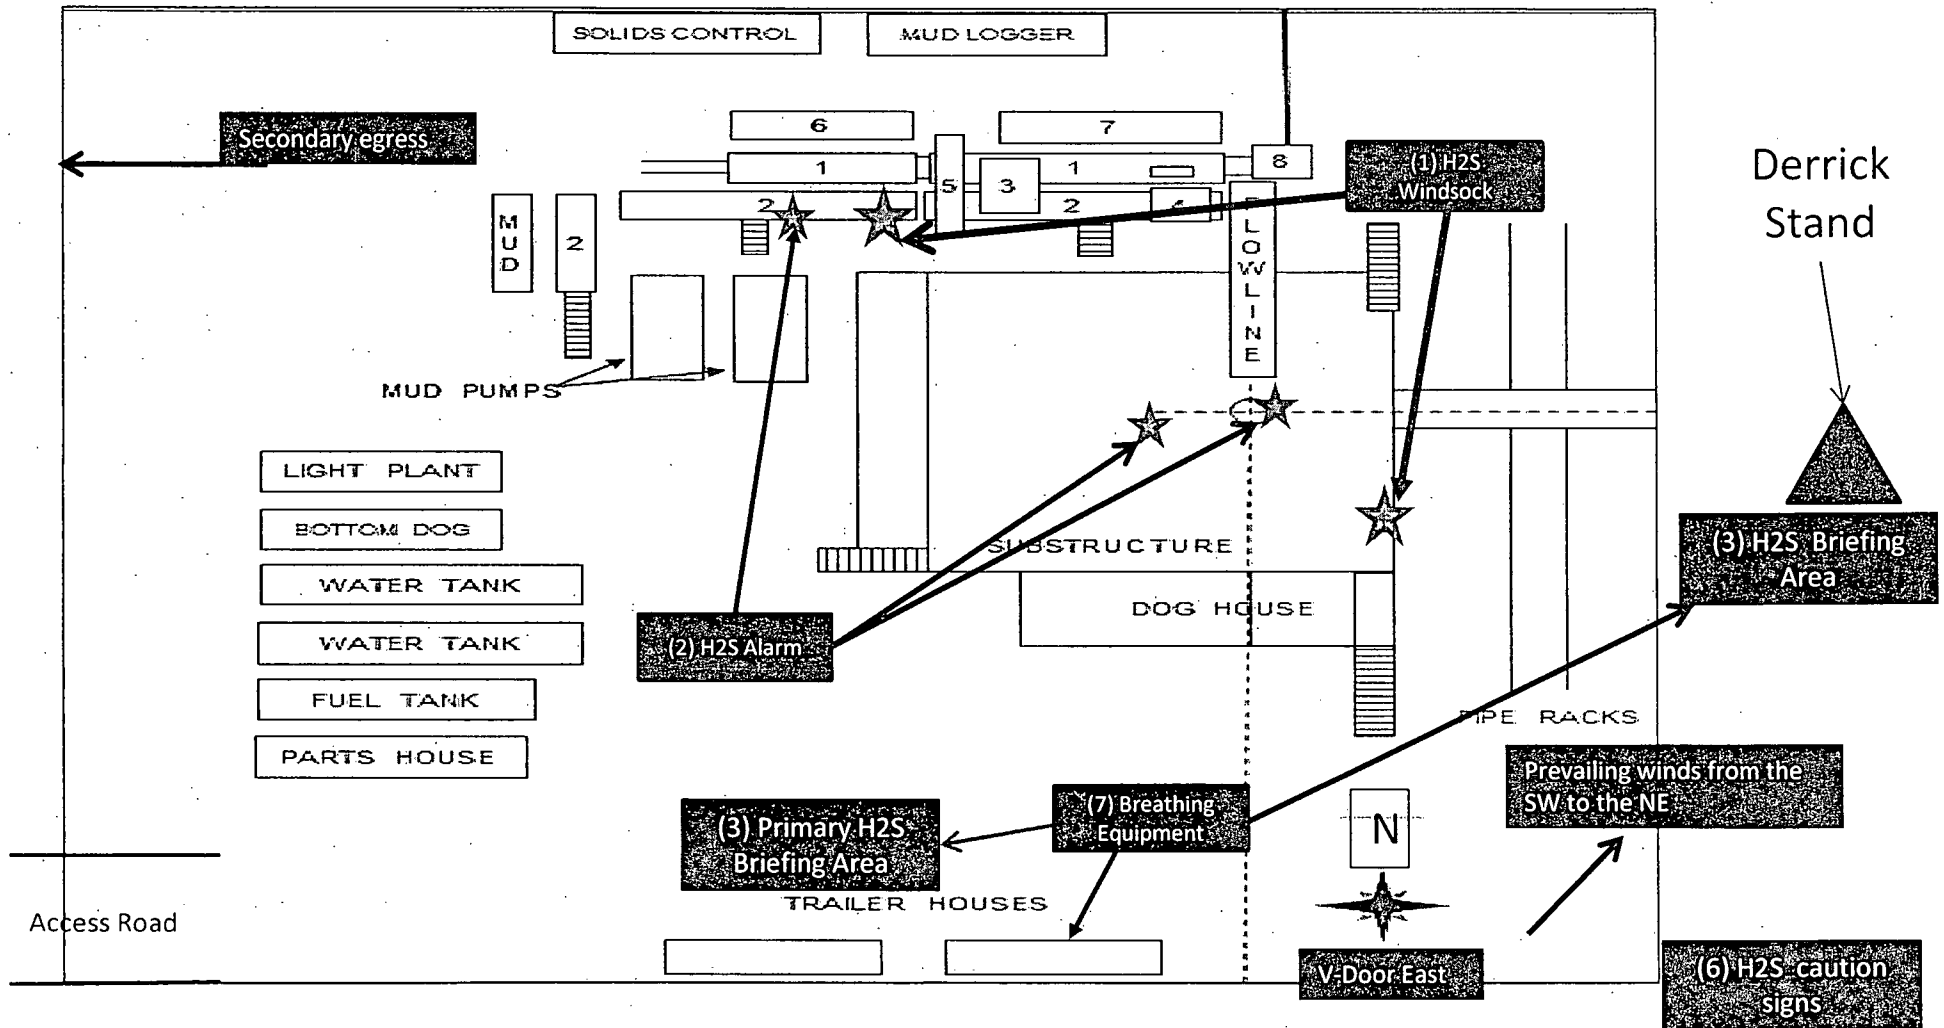 SOLIDS CONTROL
MUD LOGGER
Secondary egress
6
7
1
5
3
1
8
(1) H2S
Windsock
Derrick
Stand
2
2
4
MUD
2
FLOWLINE
MUD PUMPS
LIGHT PLANT
BOTTOM DOG
SUBSTRUCTURE
(3) H2S Briefing
Area
WATER TANK
DOG HOUSE
WATER TANK
(2) H2S Alarm
FUEL TANK
PIPE RACKS
PARTS HOUSE
Prevailing winds from the
SW to the NE
(7) Breathing
Equipment
(3) Primary H2S
Briefing Area
N
TRAILER HOUSES
Access Road
V-Door East
(6) H2S caution
signs